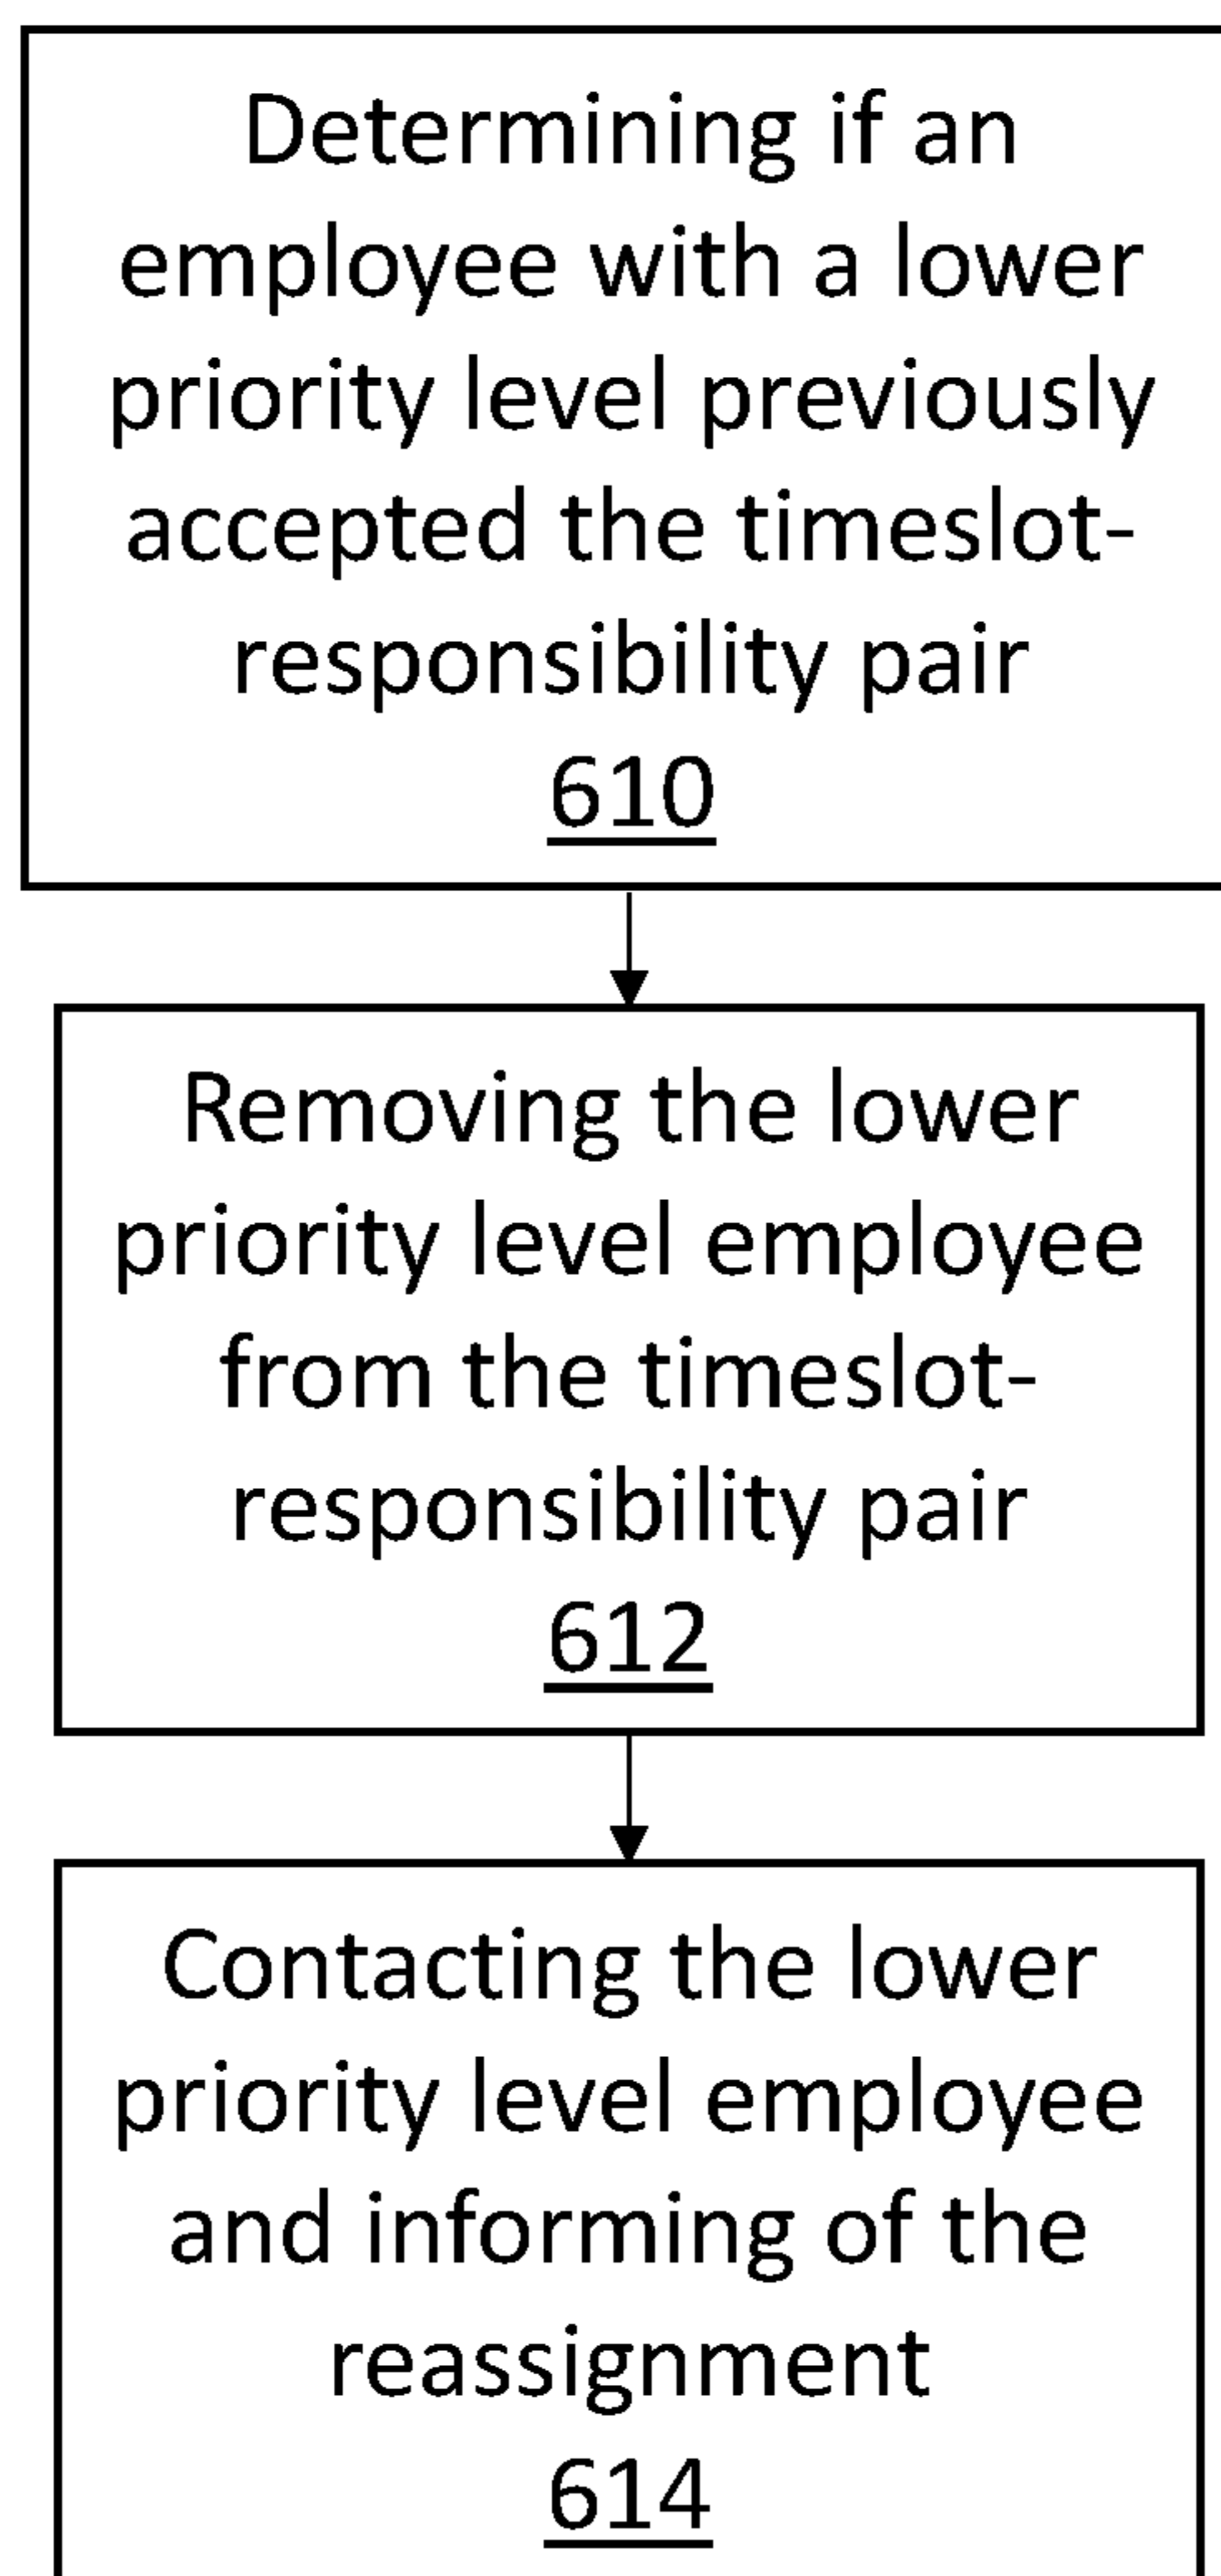 Determining if an
employee with a lower
priority level previously
accepted the timeslot-
responsibility pair
610
Removing the lower
priority level employee
from the timeslot-
responsibility pair
612
Contacting the lower
priority level employee
and informing of the
reassignment
614